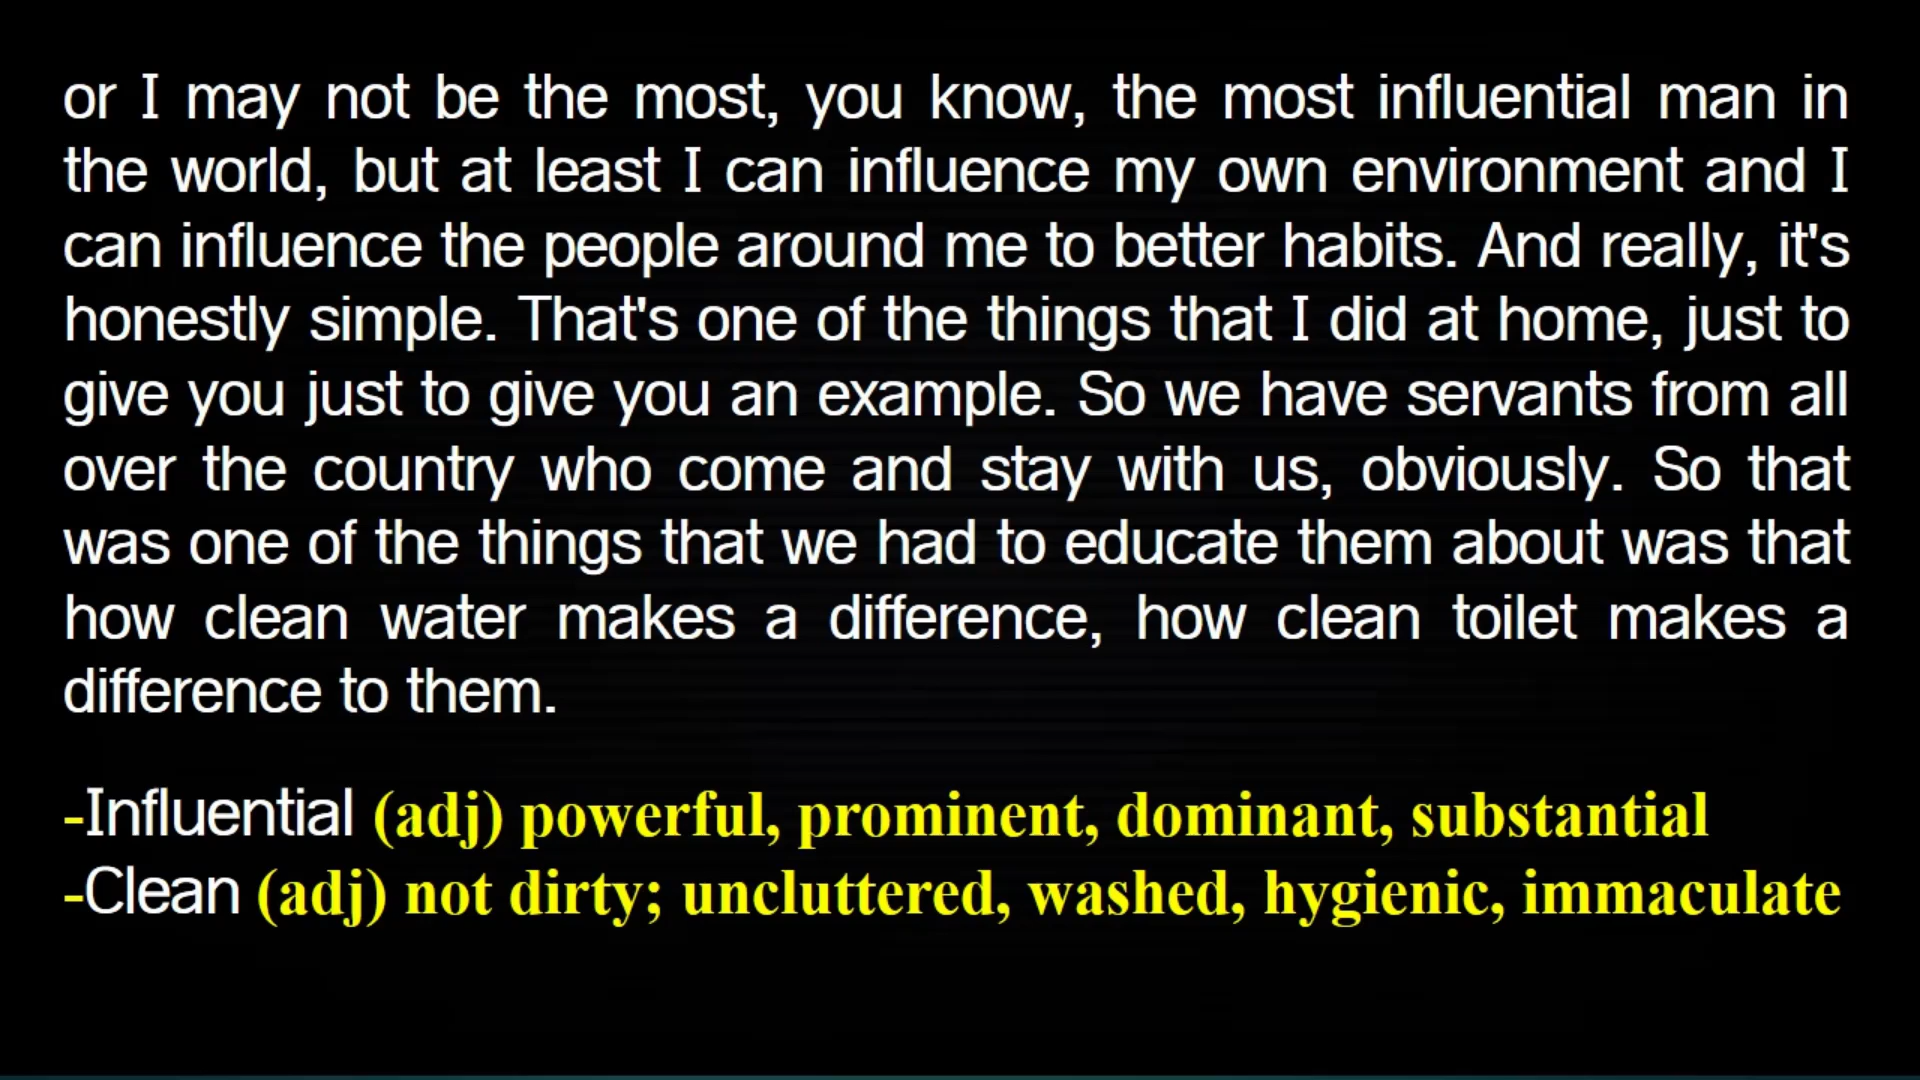 or I may not be the most, you know, the most influential man in
the world, but at least I can influence my own environment and I
can influence the people around me to better habits. And really, it's
honestly simple. That's one of the things that I did at home, just to
give you just to give you an example. So we have servants from all
over the country who come and stay with us, obviously. So that
was one of the things that we had to educate them about was that
how clean water makes a difference, how clean toilet makes a
difference to them.
-Influential (adj) powerful, prominent, dominant, substantial
-Clean (adj) not dirty; uncluttered, washed, hygienic, immaculate